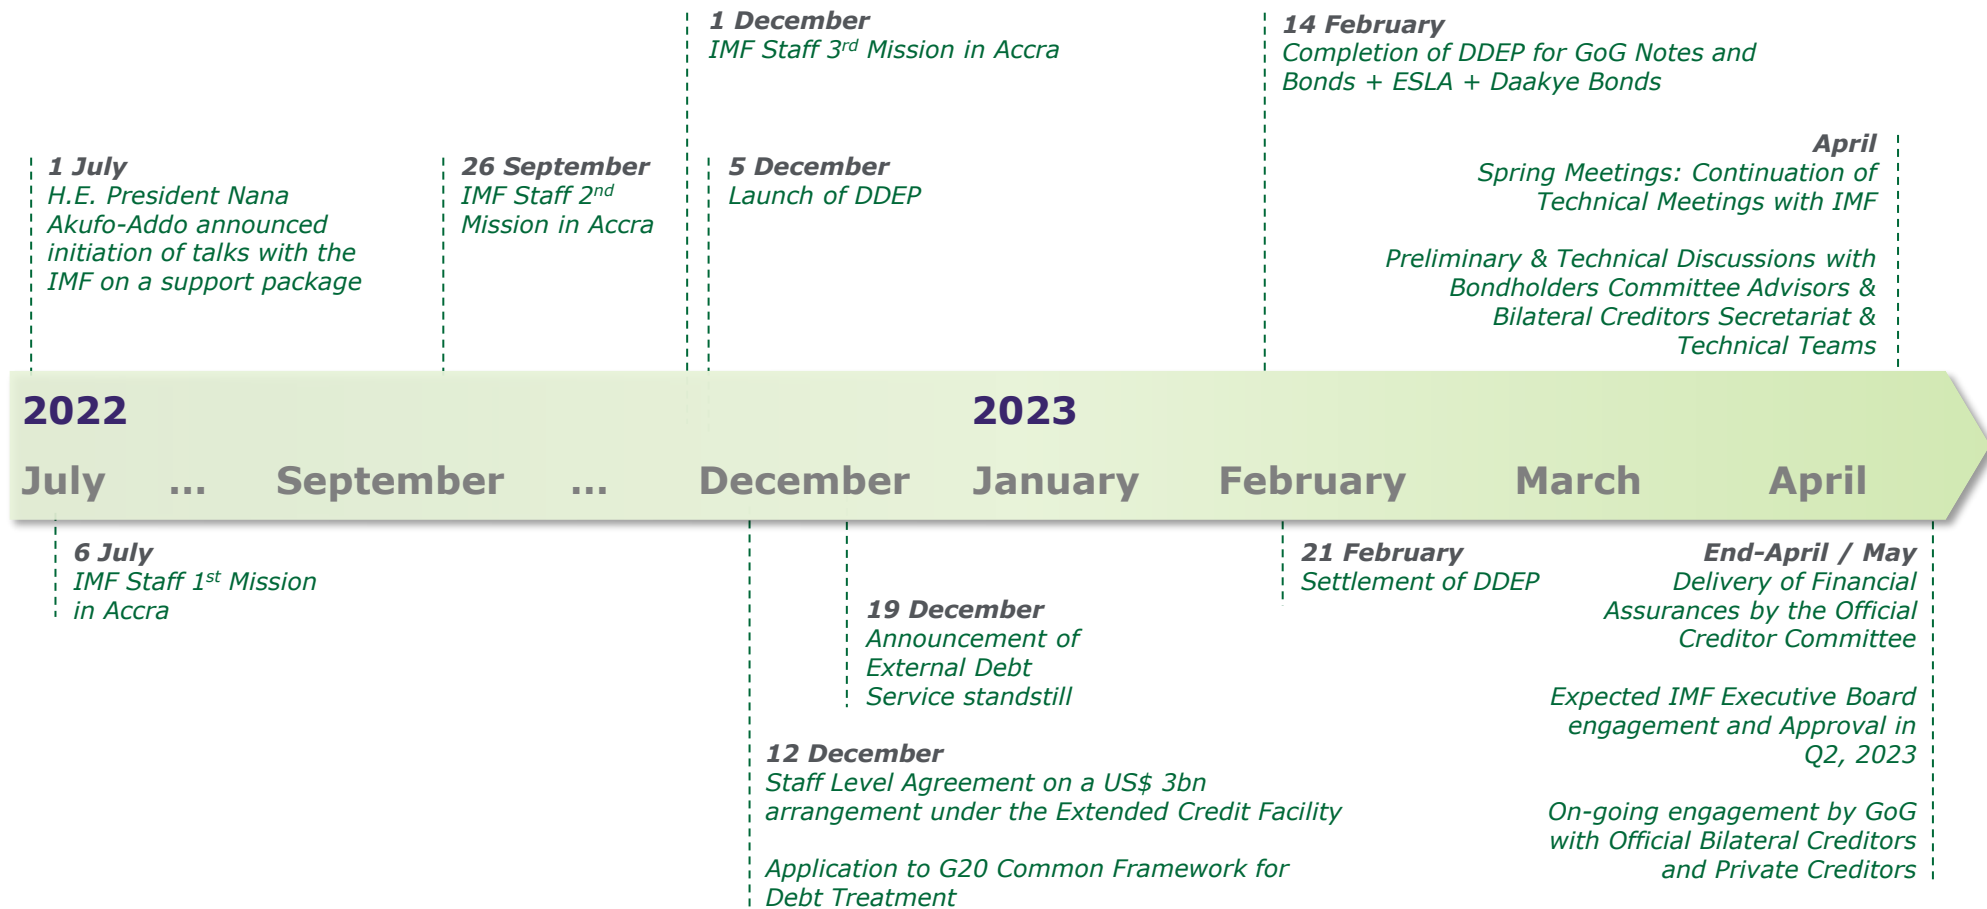 1 December
IMF Staff 3rd Mission in Accra
14 February
Completion of DDEP for GoG Notes and
Bonds + ESLA + Daakye Bonds
1 July
H.E. President Nana
Akufo-Addo announced
initiation of talks with the
IMF on a support package
26 September
IMF Staff 2nd
Mission in Accra
5 December
Launch of DDEP
April
Spring Meetings: Continuation of
Technical Meetings with IMF
Preliminary & Technical Discussions with
Bondholders Committee Advisors &
Bilateral Creditors Secretariat &
Technical Teams
2022 2023
July ... September ... December January February March April
6 July
IMF Staff 1st Mission
in Accra
19 December
Announcement of
External Debt
Service standstill
12 December
Staff Level Agreement on a US$ 3bn
arrangement under the Extended Credit Facility
Application to G20 Common Framework for
Debt Treatment
21 February
Settlement of DDEP
End-April / May
Delivery of Financial
Assurances by the Official
Creditor Committee
Expected IMF Executive Board
engagement and Approval in
Q2, 2023
On-going engagement by GoG
with Official Bilateral Creditors
and Private Creditors